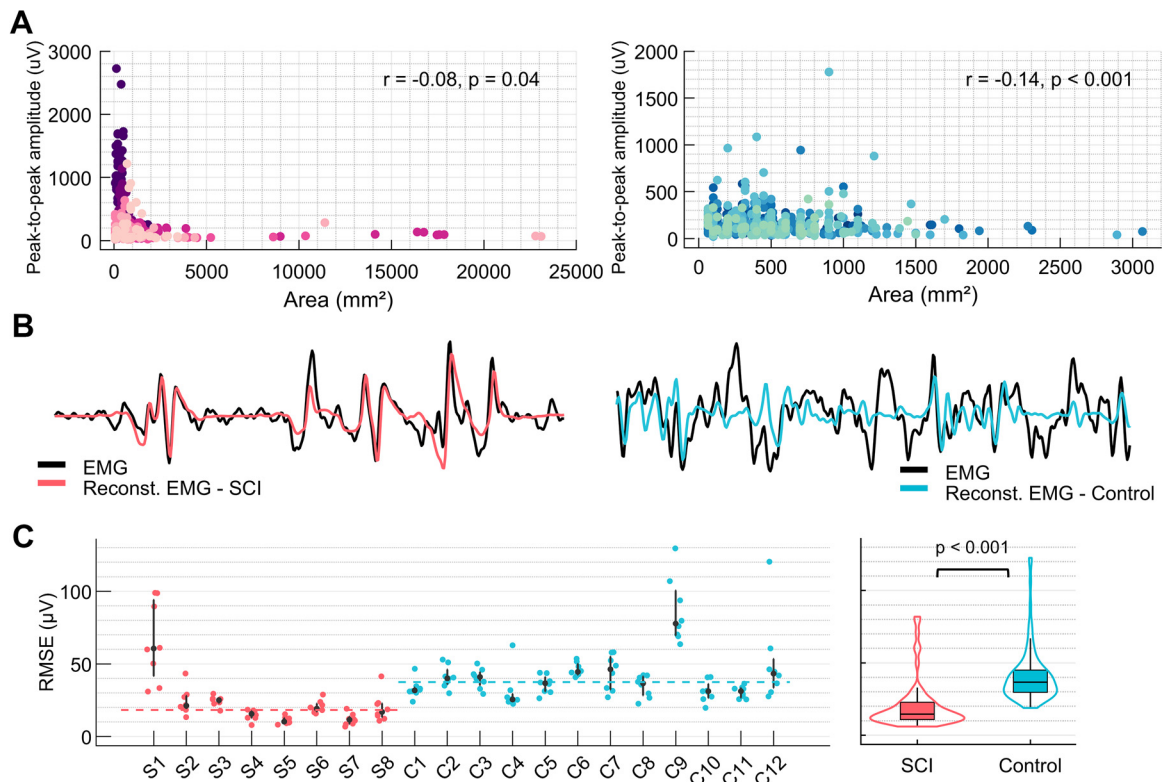 A
Peak-to-peak amplitude (uV)
3000
2000
1000
0
r = -0.08, p = 0.04
0 5000 10000 15000 20000 25000
Area (mm²)
Peak-to-peak amplitude (uV)
2000
1500
1000
500
0
r = -0.14, p < 0.001
0 500 1000 1500 2000 2500 3000
Area (mm²)
B
EMG
Reconst. EMG - SCI
EMG
Reconst. EMG - Control
C
RMSE (µV)
100
50
0
S1 S2 S3 S4 S5 S6 S7 S8 C1 C2 C3 C4 C5 C6 C7 C8 C9 C10 C11 C12
p < 0.001
SCI Control